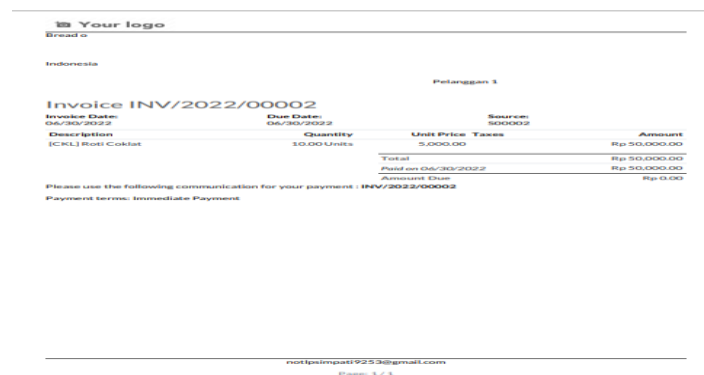 Your logo
Bread o
Indonesia
Pelanggan 1
Invoice INV/2022/00002
Invoice Date: Due Date: Source:
06/30/2022 06/30/2022 S00002
Description Quantity Unit Price Taxes Amount
[CKL] Roti Coklat 10.00 Units 5,000.00 Rp 50,000.00
Total Rp 50,000.00
Paid on 06/30/2022 Rp 50,000.00
Amount Due Rp 0.00
Please use the following communication for your payment : INV/2022/00002
Payment terms: Immediate Payment
notlpsimpati9253@gmail.com
Page: 1 / 1